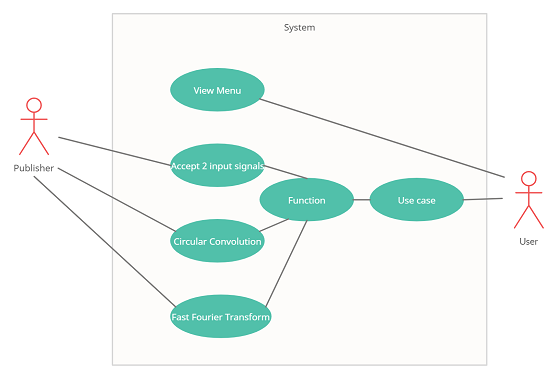 System
View Menu
Publisher
Accept 2 input signals
Function
Use case
User
Circular Convolution
Fast Fourier Transform